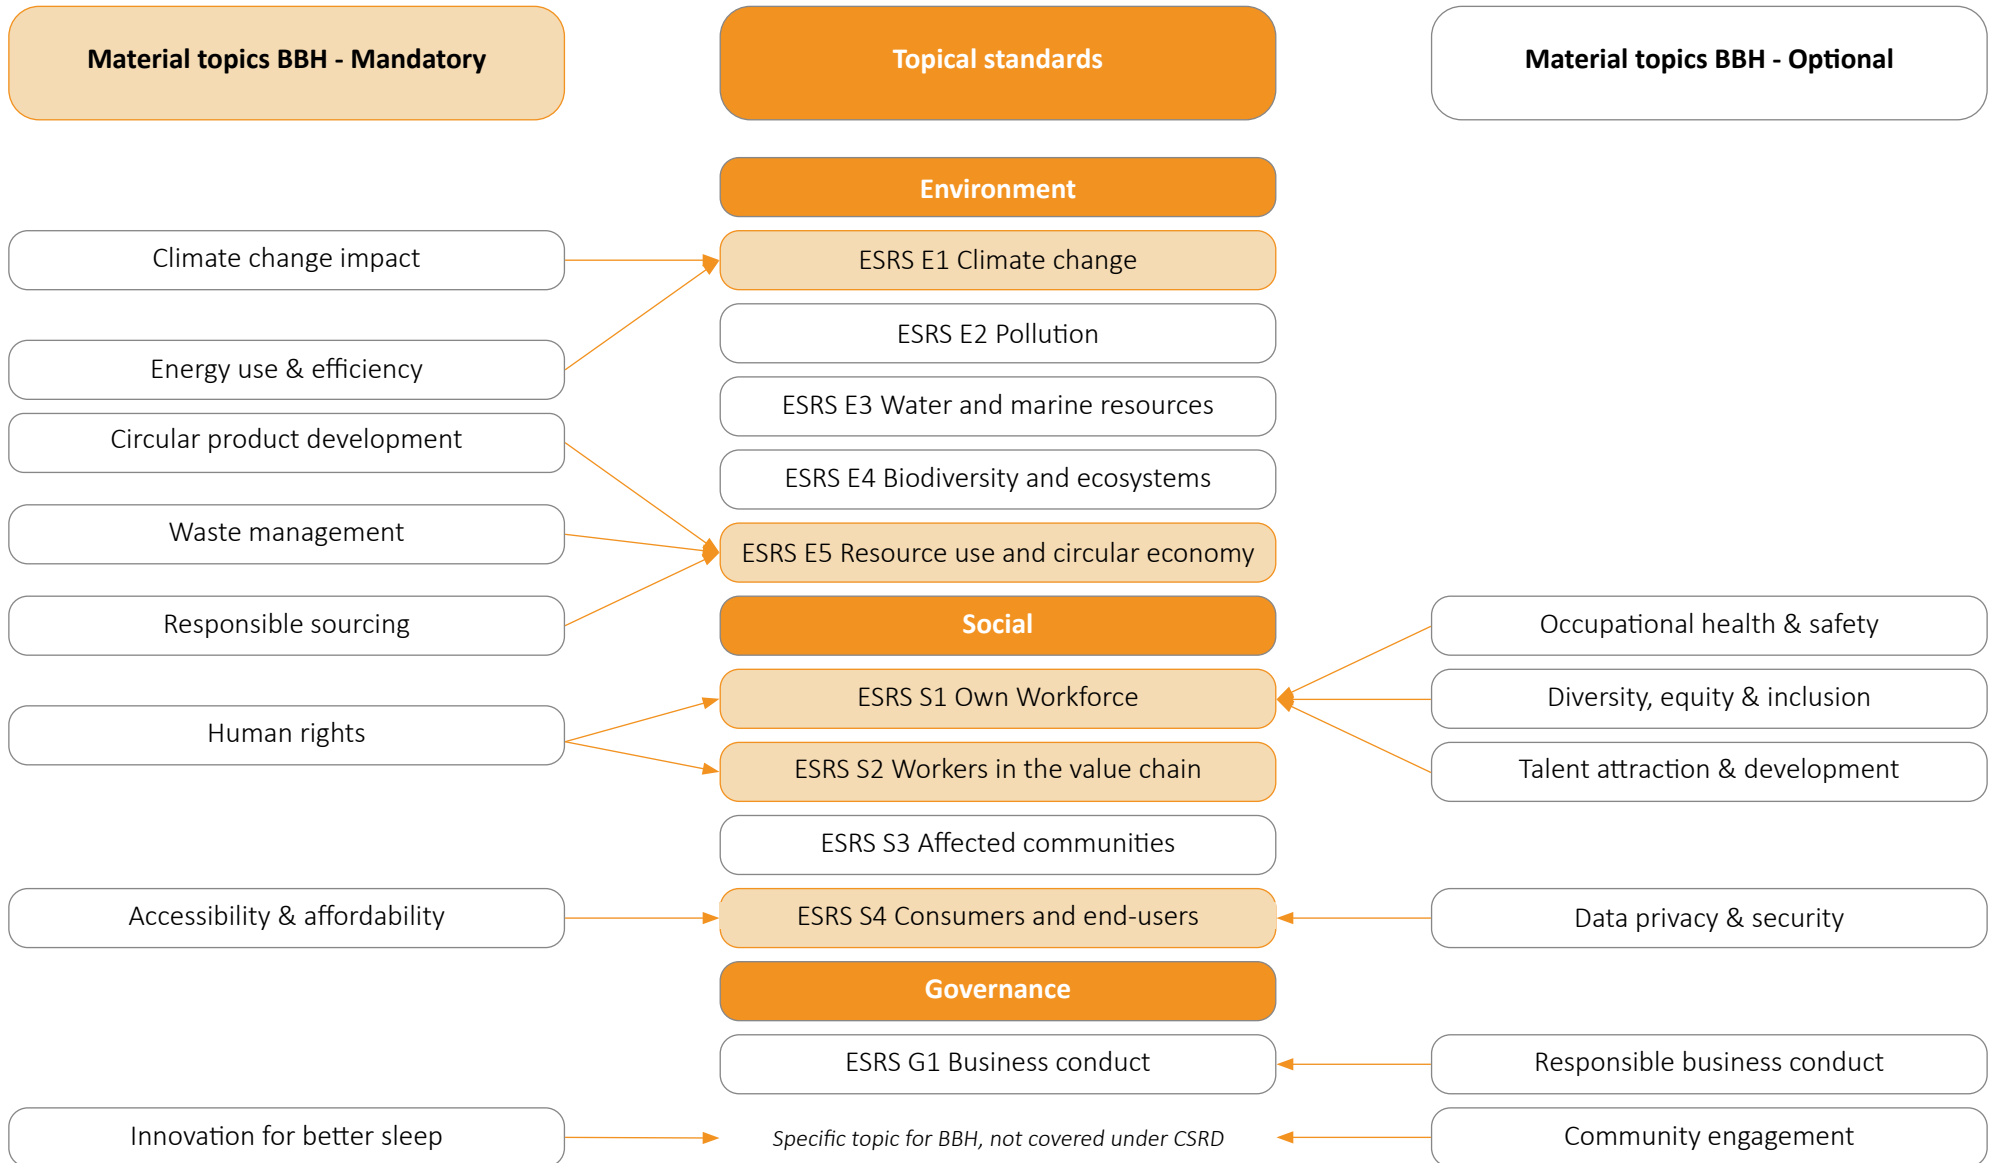 Material topics BBH - Mandatory
Topical standards
Material topics BBH - Optional
Environment
Climate change impact
ESRS E1 Climate change
ESRS E2 Pollution
Energy use & efficiency
ESRS E3 Water and marine resources
Circular product development
ESRS E4 Biodiversity and ecosystems
Waste management
ESRS E5 Resource use and circular economy
Responsible sourcing
Social
Occupational health & safety
ESRS S1 Own Workforce
Diversity, equity & inclusion
Human rights
ESRS S2 Workers in the value chain
Talent attraction & development
ESRS S3 Affected communities
Accessibility & affordability
ESRS S4 Consumers and end-users
Data privacy & security
Governance
ESRS G1 Business conduct
Responsible business conduct
Innovation for better sleep
Specific topic for BBH, not covered under CSRD
Community engagement